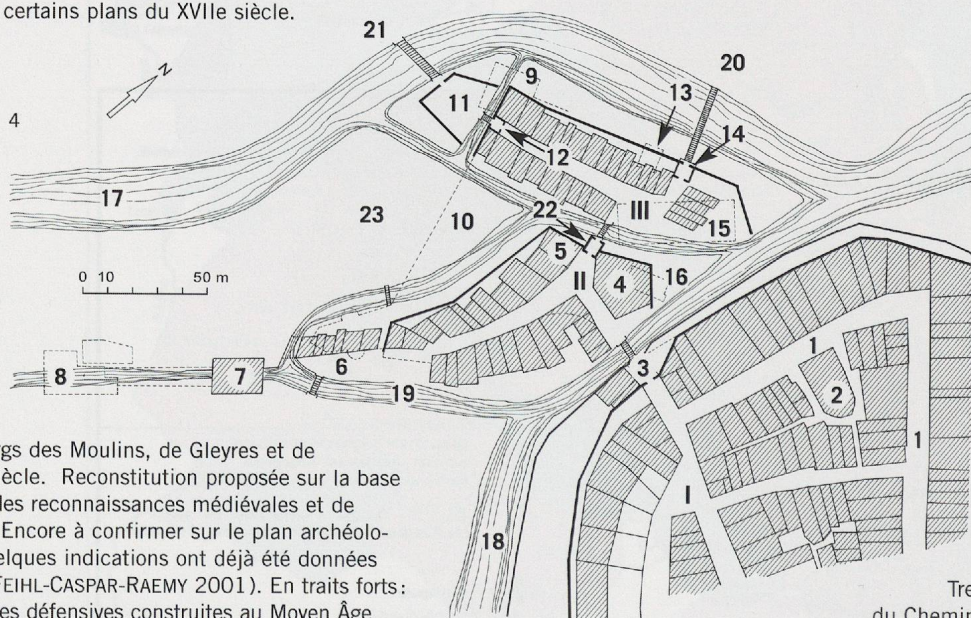 certains plans du XVIIe siècle.
21
20
N
9
13
11
4
14
12
17
23
10
22
III
15
5
0 10 50 m
II
4
16
1
6
3
8
7
2
19
1
I
18
rgs des Moulins, de Gleyres et de
iècle. Reconstitution proposée sur la base
les reconnaissances médiévales et de
Encore à confirmer sur le plan archéolo-
elques indications ont déjà été données
FEIHL-CASPAR-RAEMY 2001). En traits forts:
es défensives construites au Moyen Âge
Tre
du Chemin